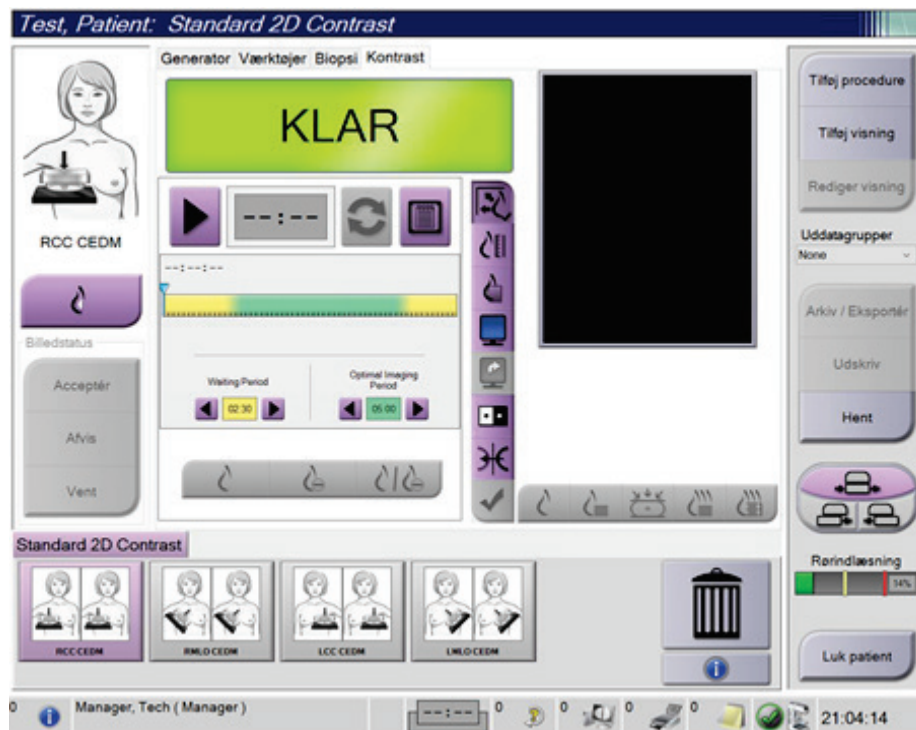 Test, Patient: Standard 2D Contrast
Generator Værktøjer Biopsi Kontrast
KLAR
--:--
--:--:--
Waiting Period
02:30
Optimal Imaging
Period
05:00
RCC CEDM
Billedstatus
Acceptér
Afvis
Vent
Tilføj procedure
Tilføj visning
Rediger visning
Uddatagrupper
None
Arkiv / Eksportér
Udskriv
Hent
Rørindlæsning
14%
Luk patient
Standard 2D Contrast
RCC CEDM
RMLO CEDM
LCC CEDM
LMLO CEDM
0 Manager, Tech ( Manager ) --:-- 0 0 0 0 21:04:14